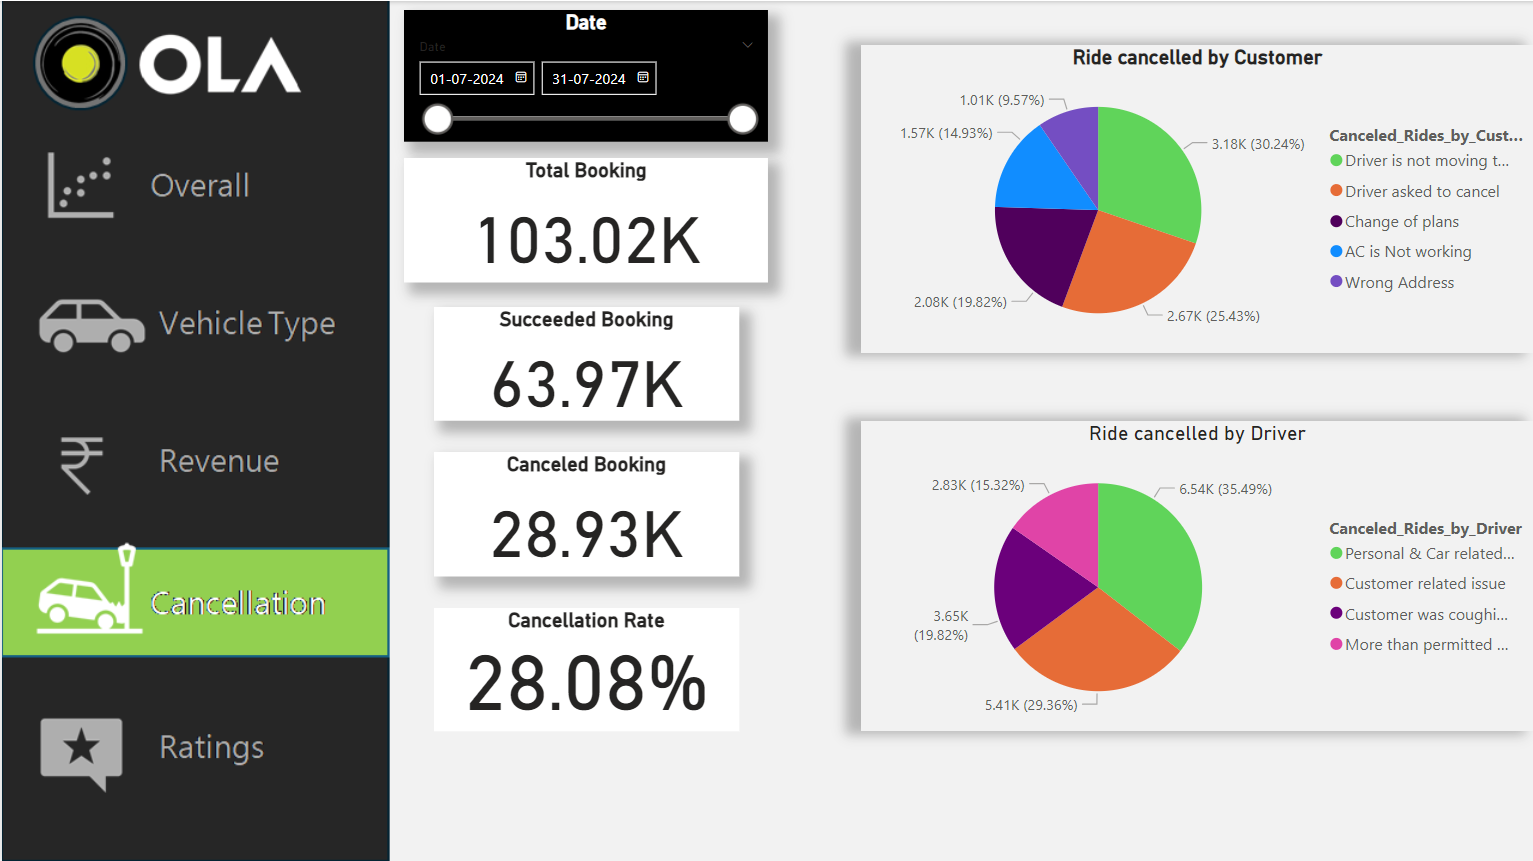 OLA
Overall
Vehicle Type
Revenue
Cancellation
Ratings
Date
Date
01-07-2024
31-07-2024
Total Booking
103.02K
Succeeded Booking
63.97K
Canceled Booking
28.93K
Cancellation Rate
28.08%
Ride cancelled by Customer
1.01K (9.57%)
1.57K (14.93%)
3.18K (30.24%)
2.08K (19.82%)
2.67K (25.43%)
Canceled_Rides_by_Cust...
Driver is not moving t...
Driver asked to cancel
Change of plans
AC is Not working
Wrong Address
Ride cancelled by Driver
2.83K (15.32%)
6.54K (35.49%)
3.65K
(19.82%)
5.41K (29.36%)
Canceled_Rides_by_Driver
Personal & Car related...
Customer related issue
Customer was coughi...
More than permitted ...